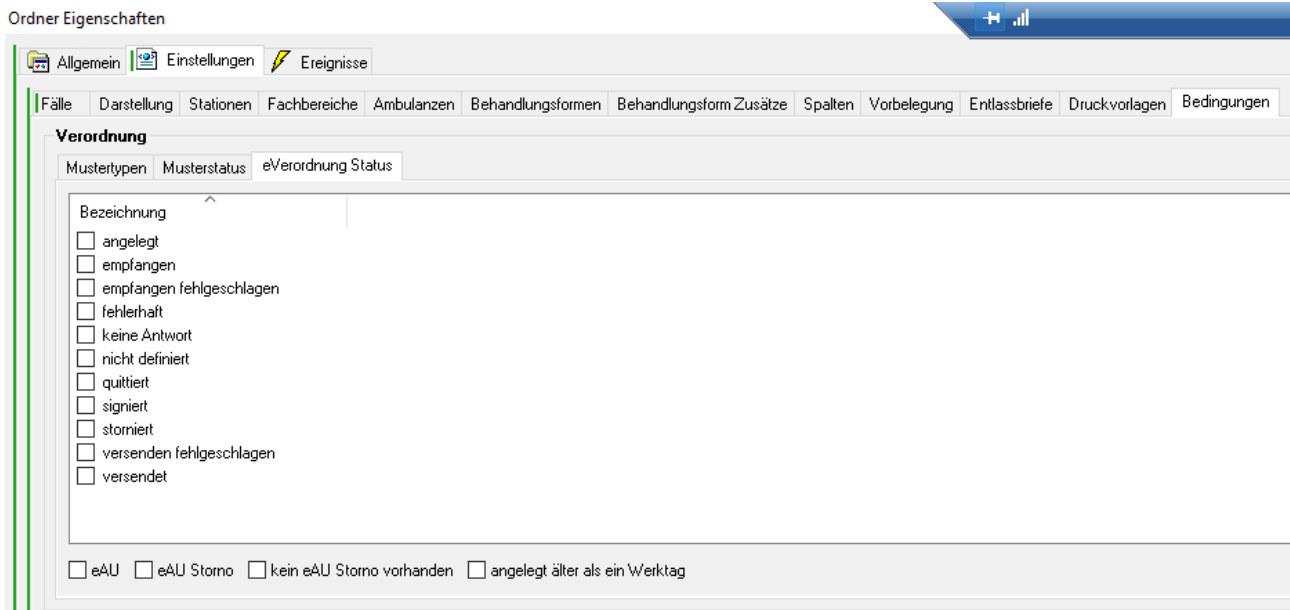 Ordner Eigenschaften
Allgemein Einstellungen Ereignisse
Fälle Darstellung Stationen Fachbereiche Ambulanzen Behandlungsformen Behandlungsform Zusätze Spalten Vorbelegung Entlassbriefe Druckvorlagen Bedingungen
Verordnung
Mustertypen Musterstatus eVerordnung Status
Bezeichnung
angelegt
empfangen
empfangen fehlgeschlagen
fehlerhaft
keine Antwort
nicht definiert
quittiert
signiert
storniert
versenden fehlgeschlagen
versendet
eAU eAU Storno kein eAU Storno vorhanden angelegt älter als ein Werktag